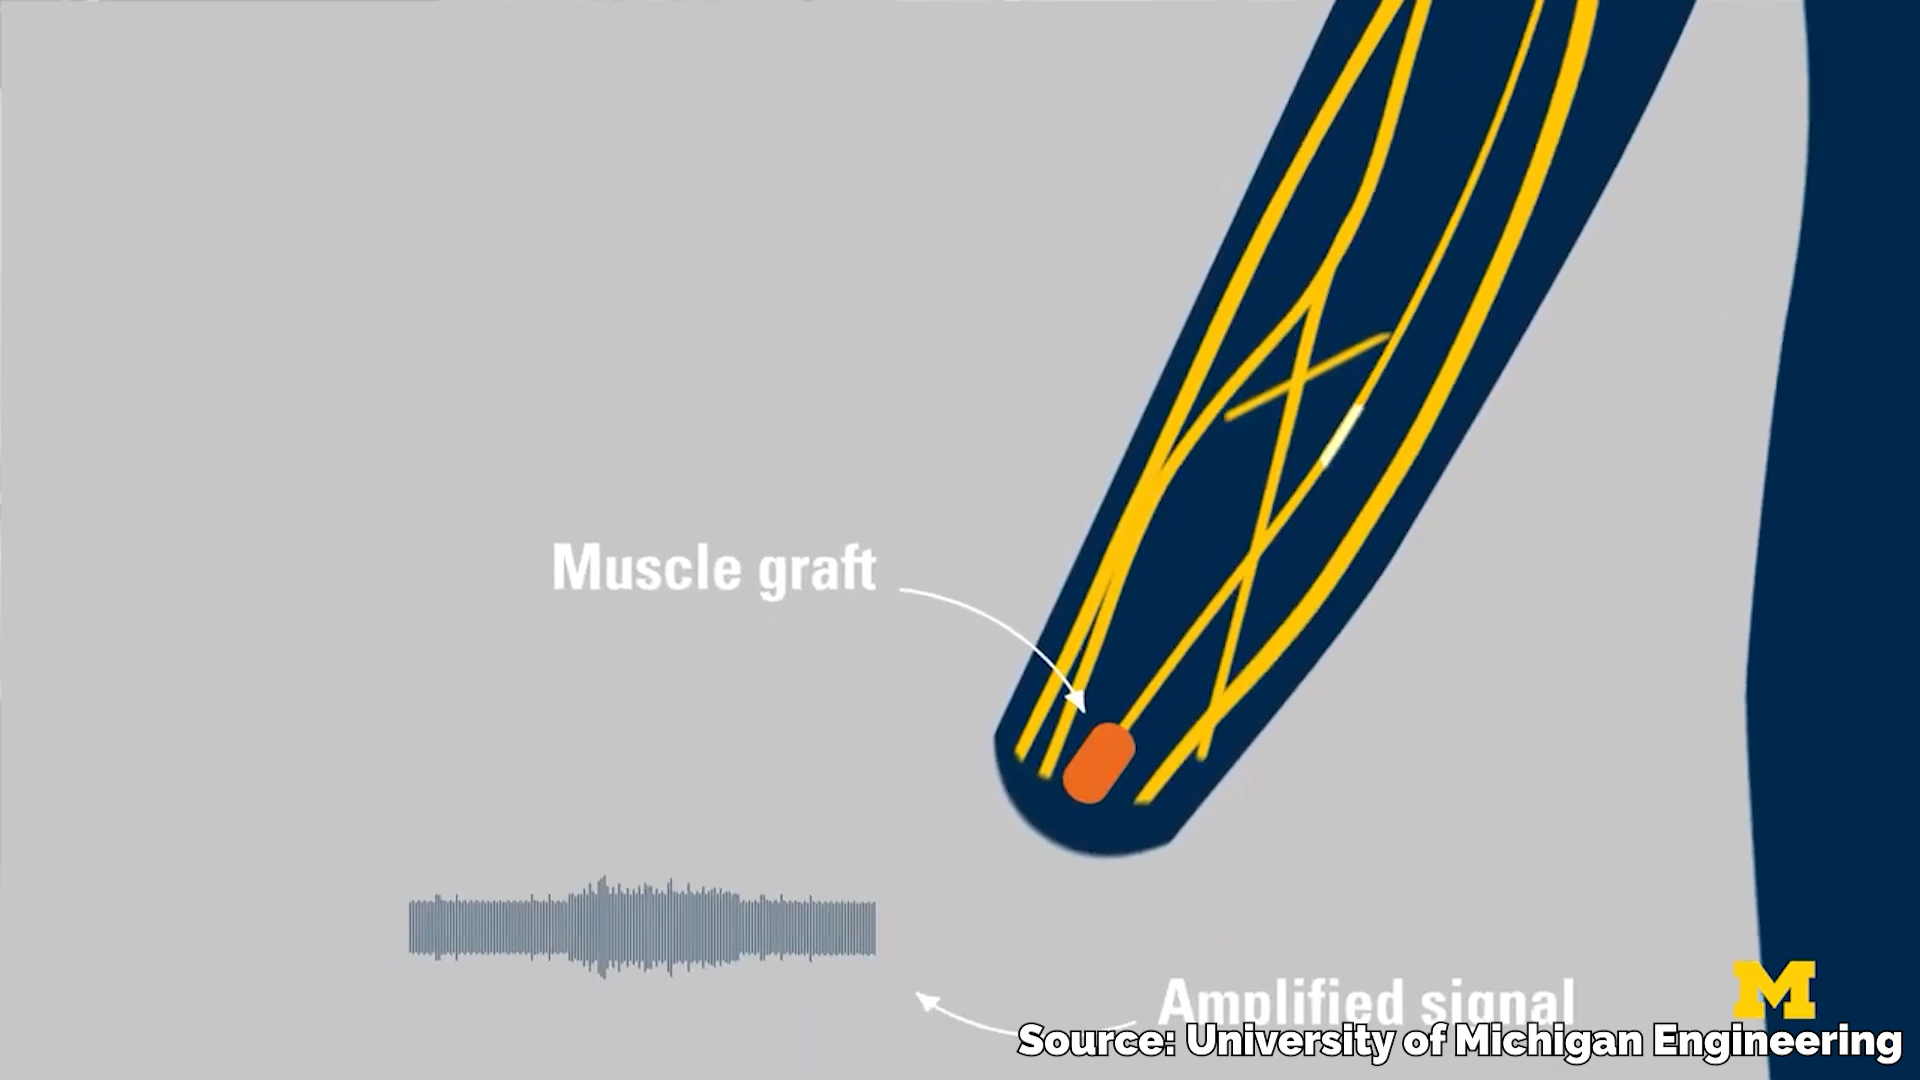 Muscle graft
Amplified signal
M
Source: University of Michigan Engineering